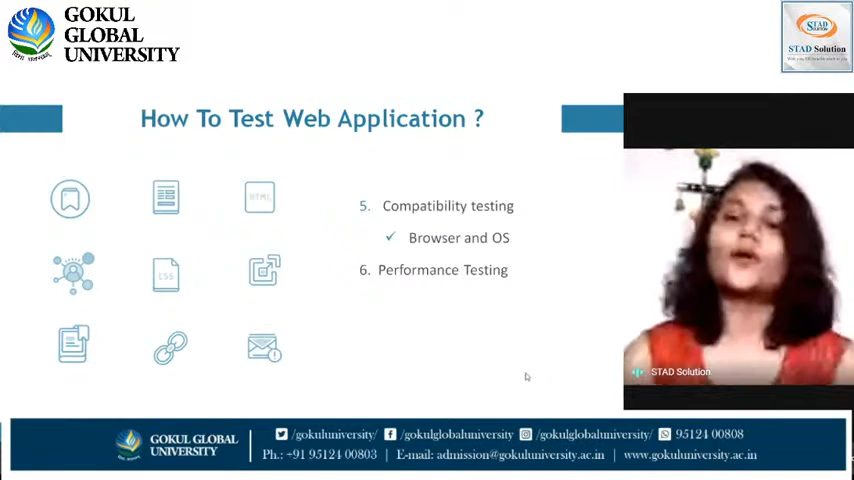 GOKUL
GLOBAL
UNIVERSITY
STAD
SOLUTION
STAD Solution
How To Test Web Application ?
HTML
5. Compatibility testing
✓ Browser and OS
CSS
6. Performance Testing
STAD Solution
GOKUL GLOBAL
UNIVERSITY
/gokuluniversity/ /gokulglobaluniversity /gokulglobaluniversity/ 95124 00808
Ph.: +91 95124 00803 | E-mail: admission@gokuluniversity.ac.in | www.gokuluniversity.ac.in